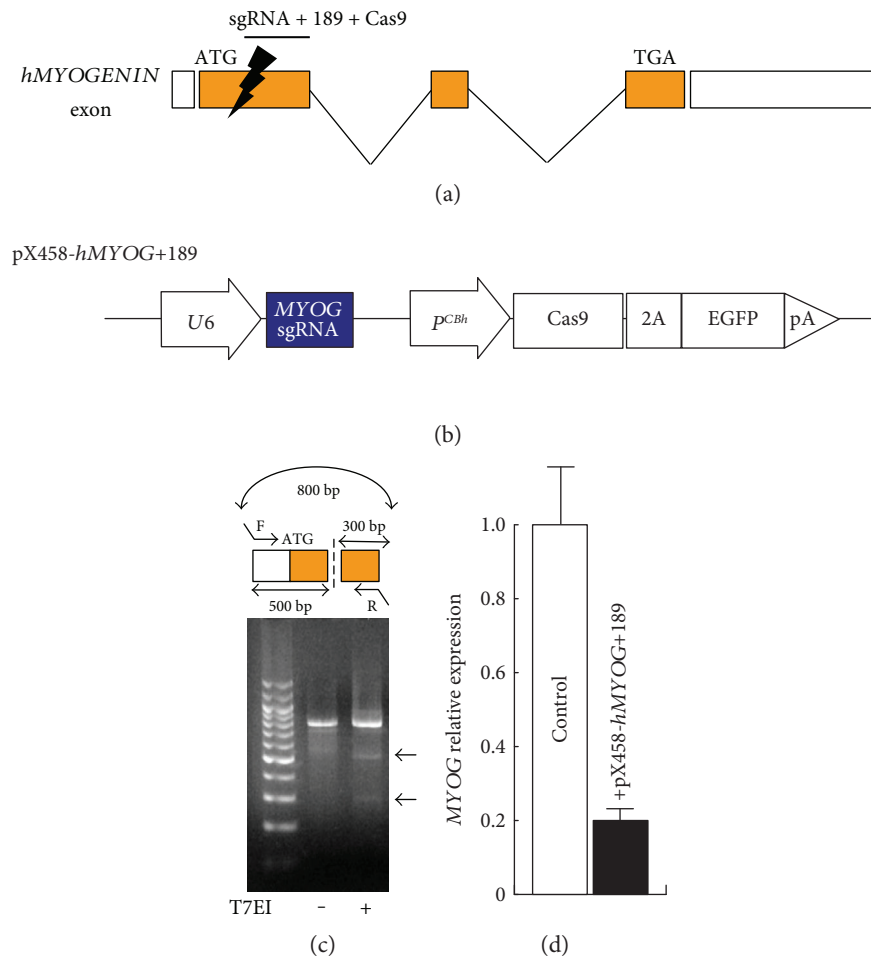 sgRNA + 189 + Cas9
ATG
TGA
hMYOGENIN
exon
(a)
pX458-hMYOG+189
U6
MYOG
sgRNA
P^CBh
Cas9
2A
EGFP
pA
(b)
800 bp
F
ATG
300 bp
500 bp
R
T7EI
-
+
(c)
MYOG relative expression
1.0
0.8
0.6
0.4
0.2
0
Control
+pX458-hMYOG+189
(d)